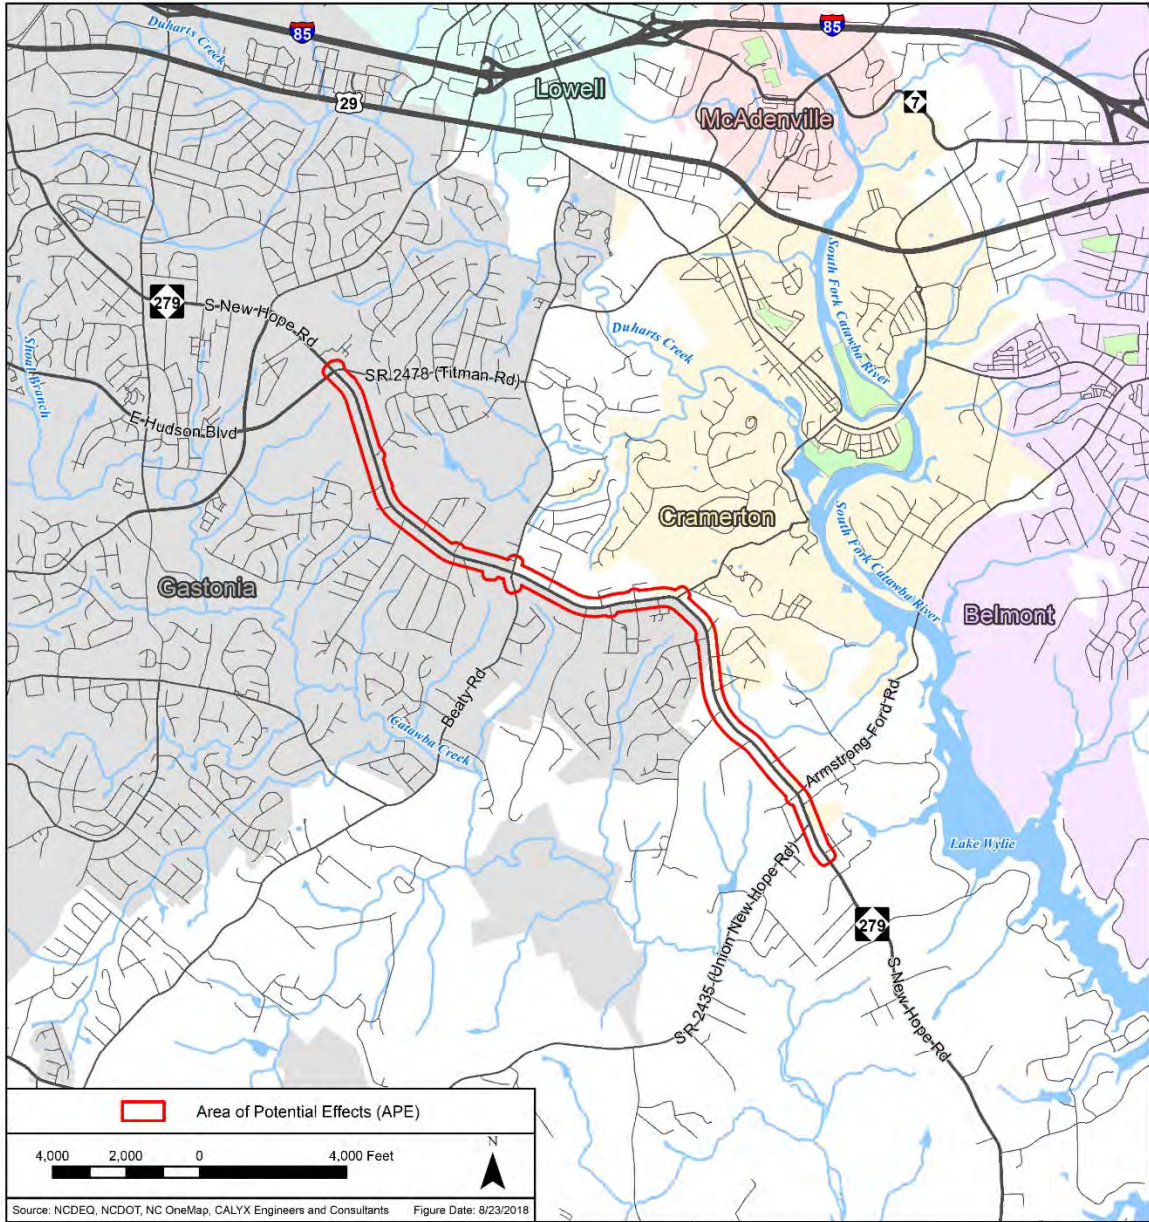 Duharts Creek
85
85
29
Lowell
7
McAdenville
South Fork Catawba River
279
S New Hope Rd
Duharts Creek
Shoal Branch
SR 2478 (Titman Rd)
E Hudson Blvd
Cramerton
South Fork Catawba River
Gastonia
Belmont
Beaty Rd
Catawba Creek
Armstrong Ford Rd
Lake Wylie
SR 2435 (Union New Hope Rd)
279
S New Hope Rd
Area of Potential Effects (APE)
N
4,000 2,000 0 4,000 Feet
Source: NCDEQ, NCDOT, NC OneMap, CALYX Engineers and Consultants Figure Date: 8/23/2018